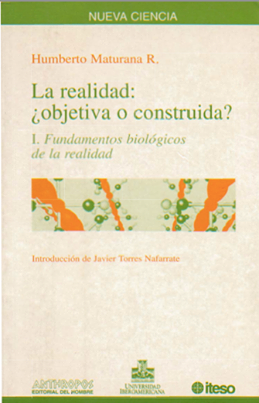 NUEVA CIENCIA
Humberto Maturana R.
La realidad:
¿objetiva o construida?
I. Fundamentos biológicos
de la realidad
Introducción de Javier Torres Nafarrate
ANTHROPOS
EDITORIAL DEL HOMBRE
UNIVERSIDAD
IBEROAMERICANA
iteso